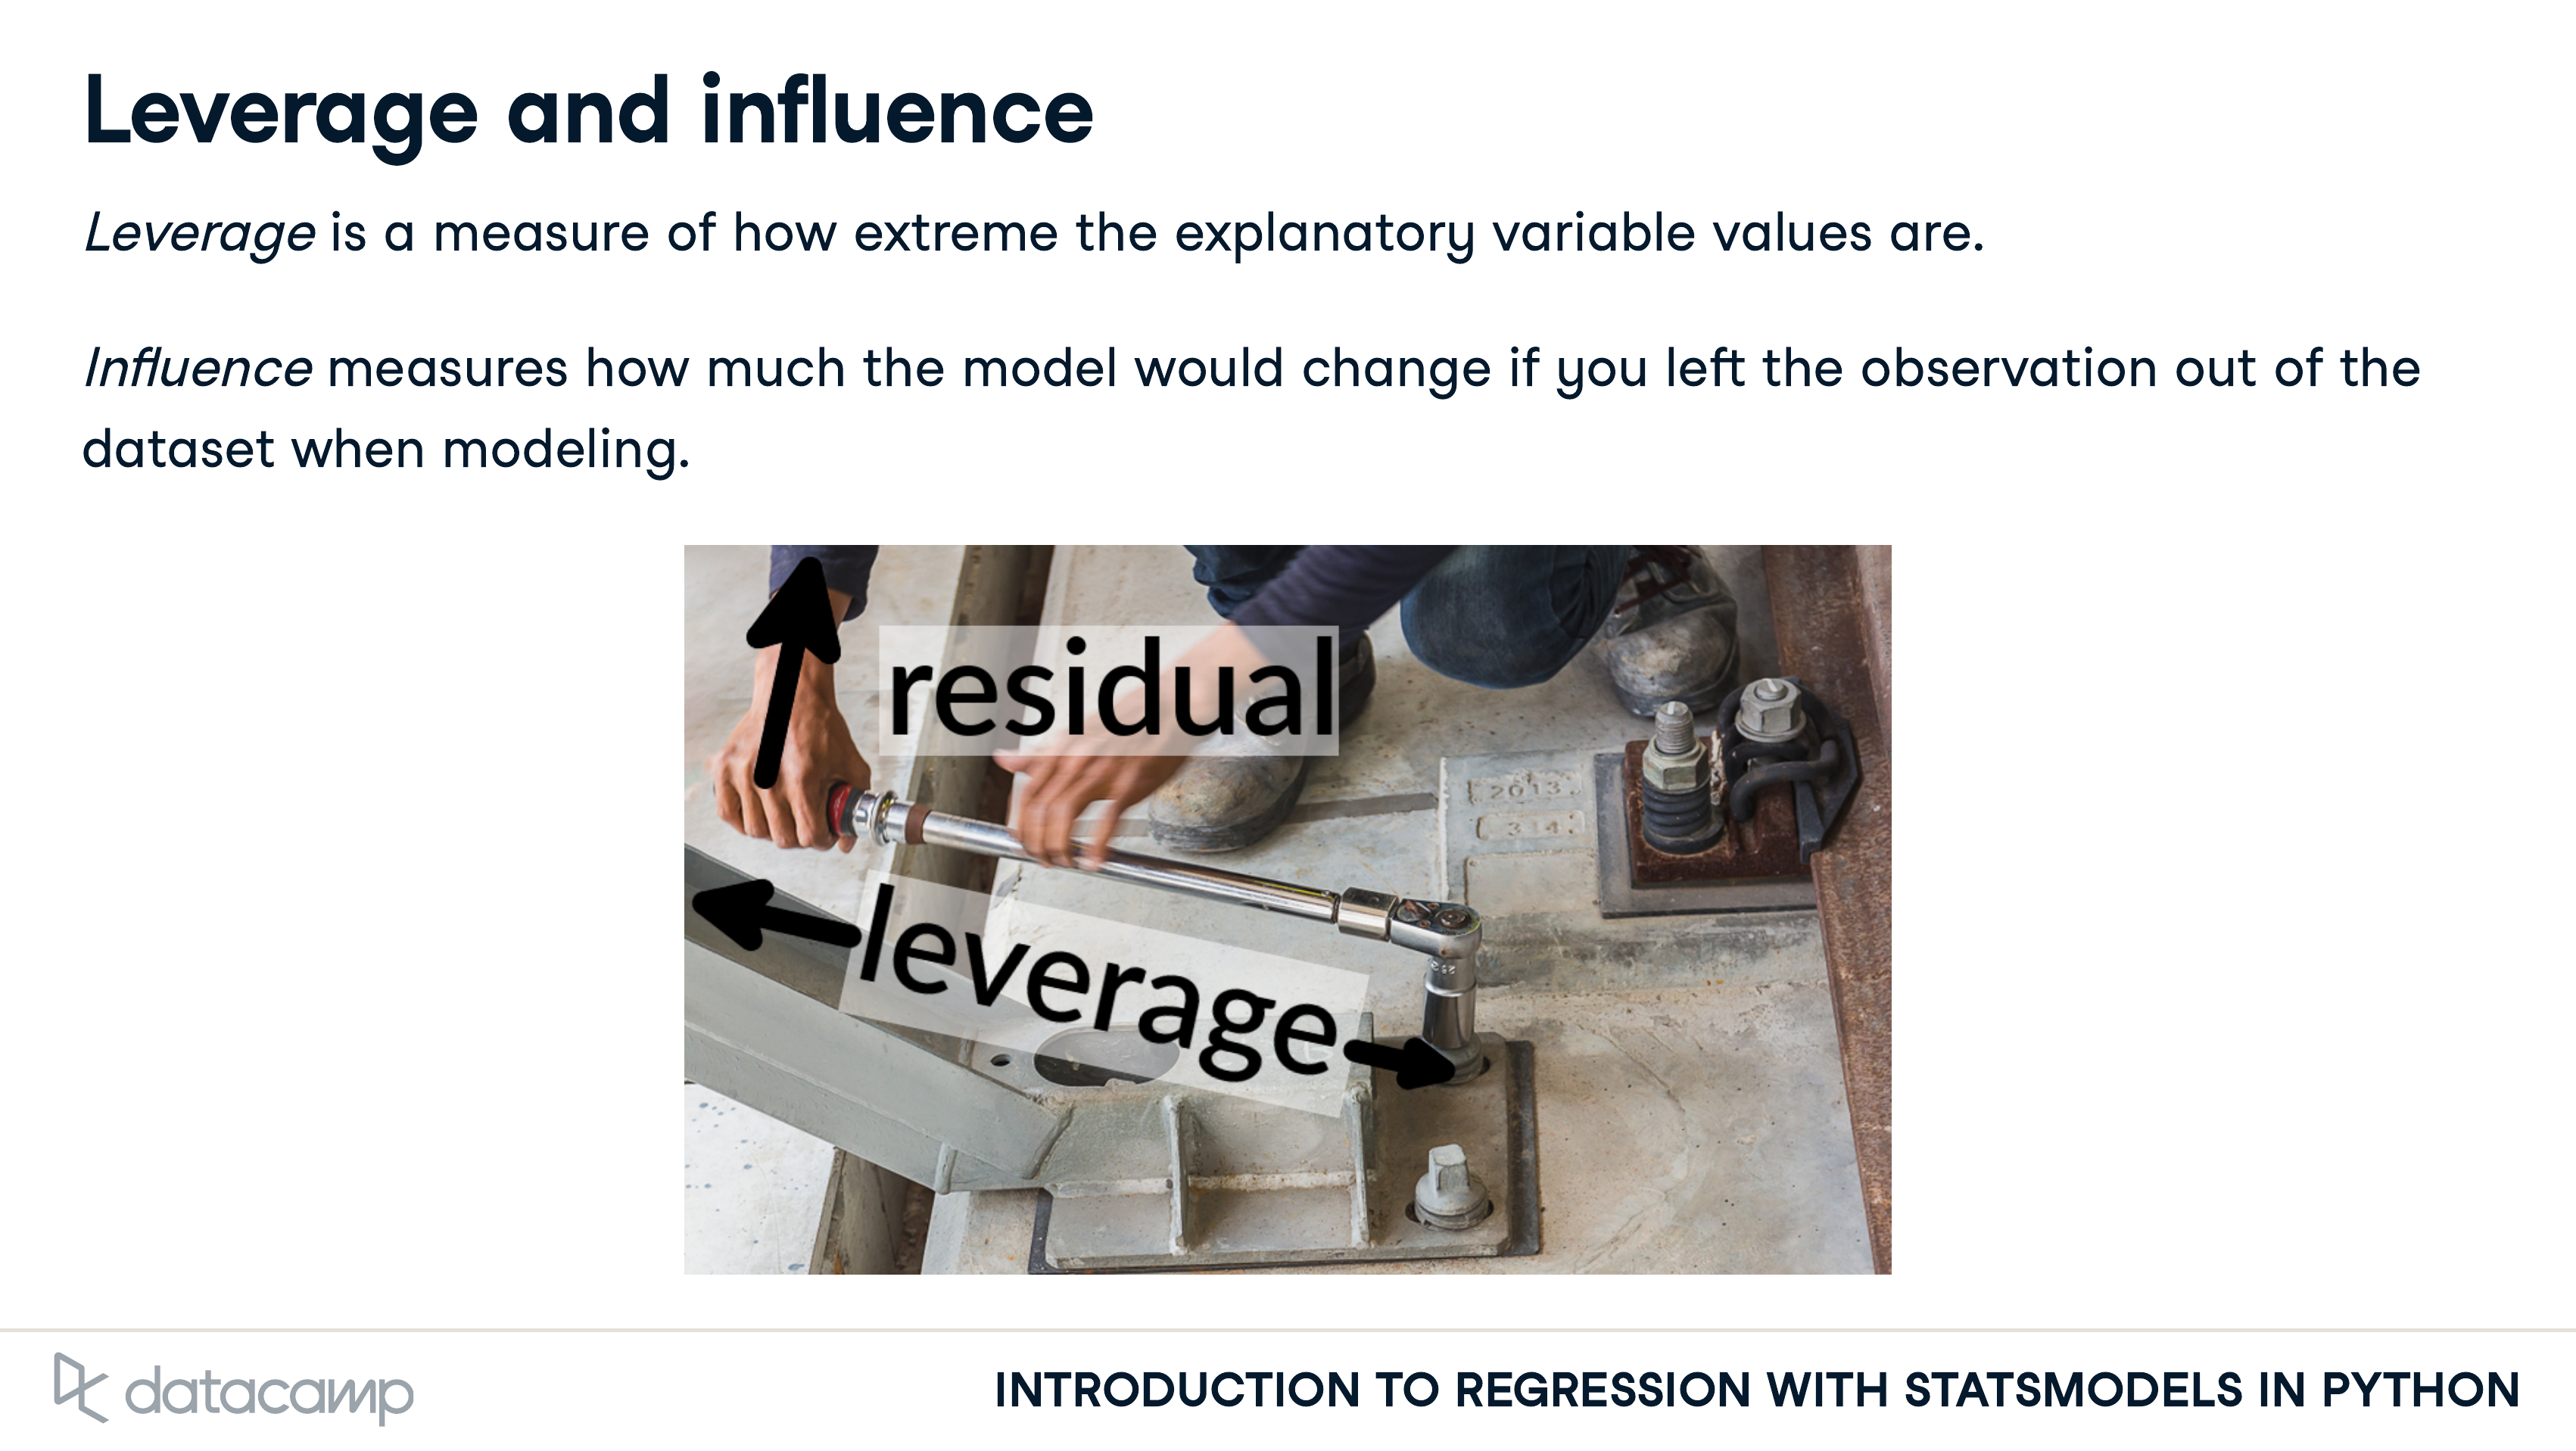 Leverage and influence
Leverage is a measure of how extreme the explanatory variable values are.
Influence measures how much the model would change if you left the observation out of the
dataset when modeling.
residual
2013
314
leverage
datacamp
INTRODUCTION TO REGRESSION WITH STATSMODELS IN PYTHON